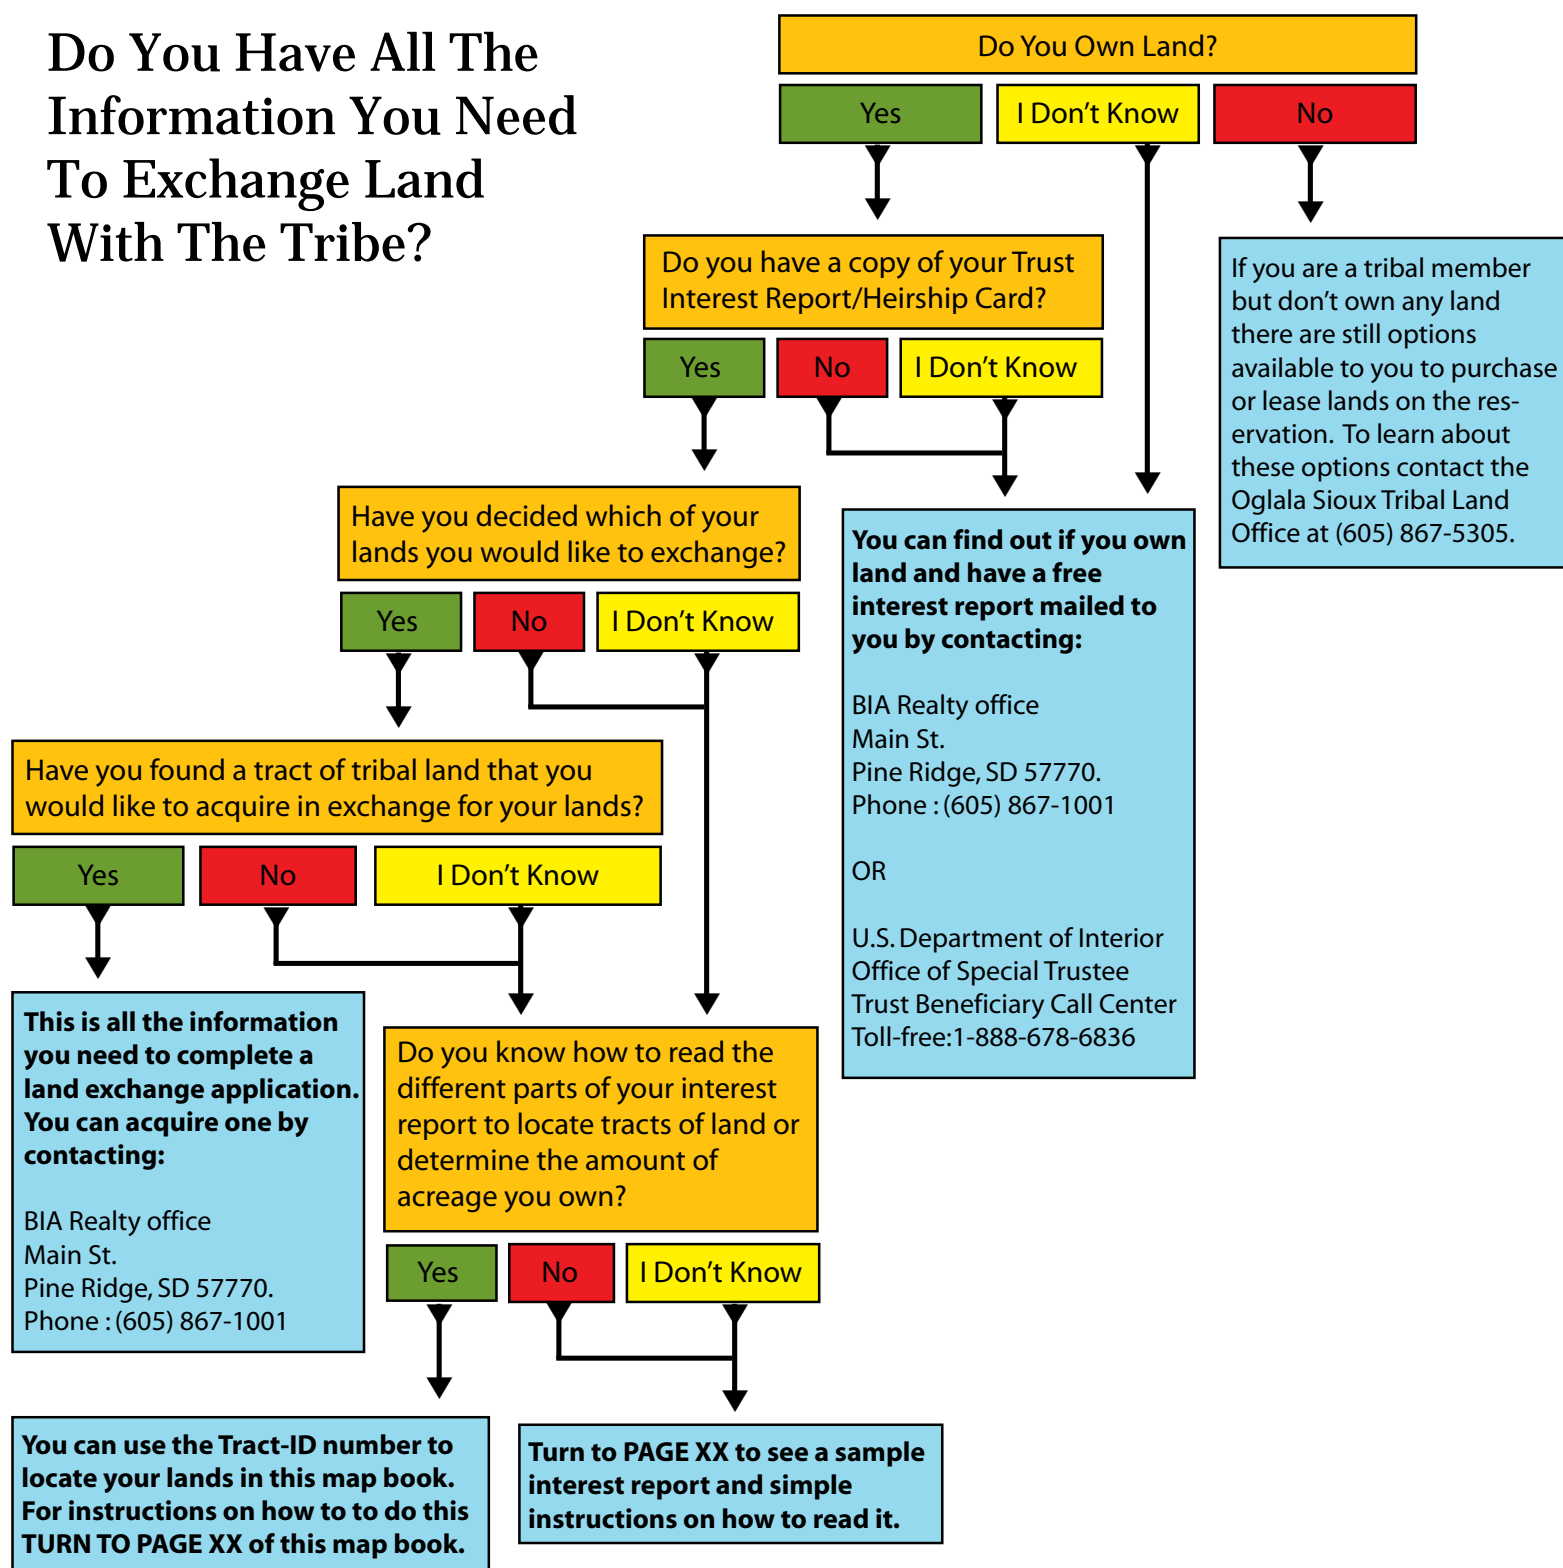 Do You Have All The
Information You Need
To Exchange Land
With The Tribe?
Do You Own Land?
Yes
I Don't Know
No
Do you have a copy of your Trust
Interest Report/Heirship Card?
Yes
No
I Don't Know
If you are a tribal member
but don't own any land
there are still options
available to you to purchase
or lease lands on the res-
ervation. To learn about
these options contact the
Oglala Sioux Tribal Land
Office at (605) 867-5305.
Have you decided which of your
lands you would like to exchange?
Yes
No
I Don't Know
You can find out if you own
land and have a free
interest report mailed to
you by contacting:
BIA Realty office
Main St.
Pine Ridge, SD 57770.
Phone : (605) 867-1001
OR
U.S. Department of Interior
Office of Special Trustee
Trust Beneficiary Call Center
Toll-free:1-888-678-6836
Have you found a tract of tribal land that you
would like to acquire in exchange for your lands?
Yes
No
I Don't Know
This is all the information
you need to complete a
land exchange application.
You can acquire one by
contacting:
BIA Realty office
Main St.
Pine Ridge, SD 57770.
Phone : (605) 867-1001
Do you know how to read the
different parts of your interest
report to locate tracts of land or
determine the amount of
acreage you own?
Yes
No
I Don't Know
You can use the Tract-ID number to
locate your lands in this map book.
For instructions on how to to do this
TURN TO PAGE XX of this map book.
Turn to PAGE XX to see a sample
interest report and simple
instructions on how to read it.